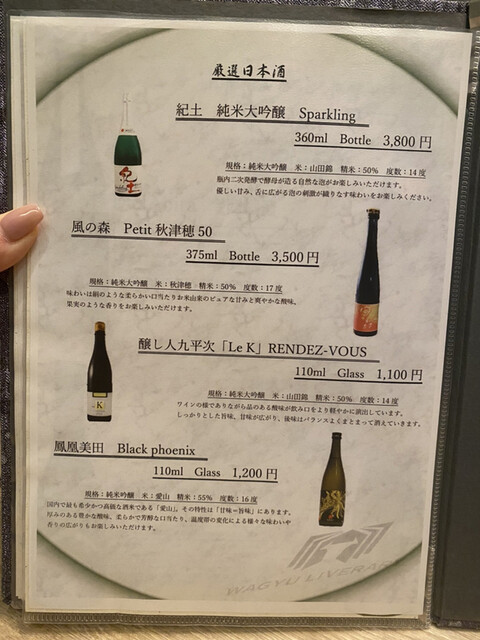 厳選日本酒
紀土　純米大吟醸　Sparkling
360ml　Bottle　3,800円
規格：純米大吟醸　米：山田錦　精米：50%　度数：14度
瓶内二次発酵で酵母が造る自然な泡がお楽しみいただけます。
優しい甘み、舌に広がる泡の刺激が織りなす味わいをお楽しみください。
紀土
風の森　Petit 秋津穂 50
375ml　Bottle　3,500円
規格：純米大吟醸　米：秋津穂　精米：50%　度数：17度
味わいは絹のような柔らかい口当たりお米由来のピュアな甘みと爽やかな酸味。
果実のような香りをお楽しみいただけます。
醸し人九平次「Le K」RENDEZ-VOUS
110ml　Glass　1,100円
規格：純米大吟醸　米：山田錦　精米：50%　度数：14度
ワインの様でありながら品のある酸味が飲み口をより軽やかに演出しています。
しっかりとした旨味、甘味が広がり、後味はバランスよくまとまって消えていきます。
K
鳳凰美田　Black phoenix
110ml　Glass　1,200円
規格：純米吟醸　米：愛山　精米：55%　度数：16度
国内で最も希少かつ高級な酒米である「愛山」。その特性は「甘味＝旨味」にあります。
厚みのある豊かな酸味、柔らかで芳醇な口当たり、温度帯の変化による様々な味わいや
香りの広がりもお楽しみいただけます。
WAGYU LIVERA